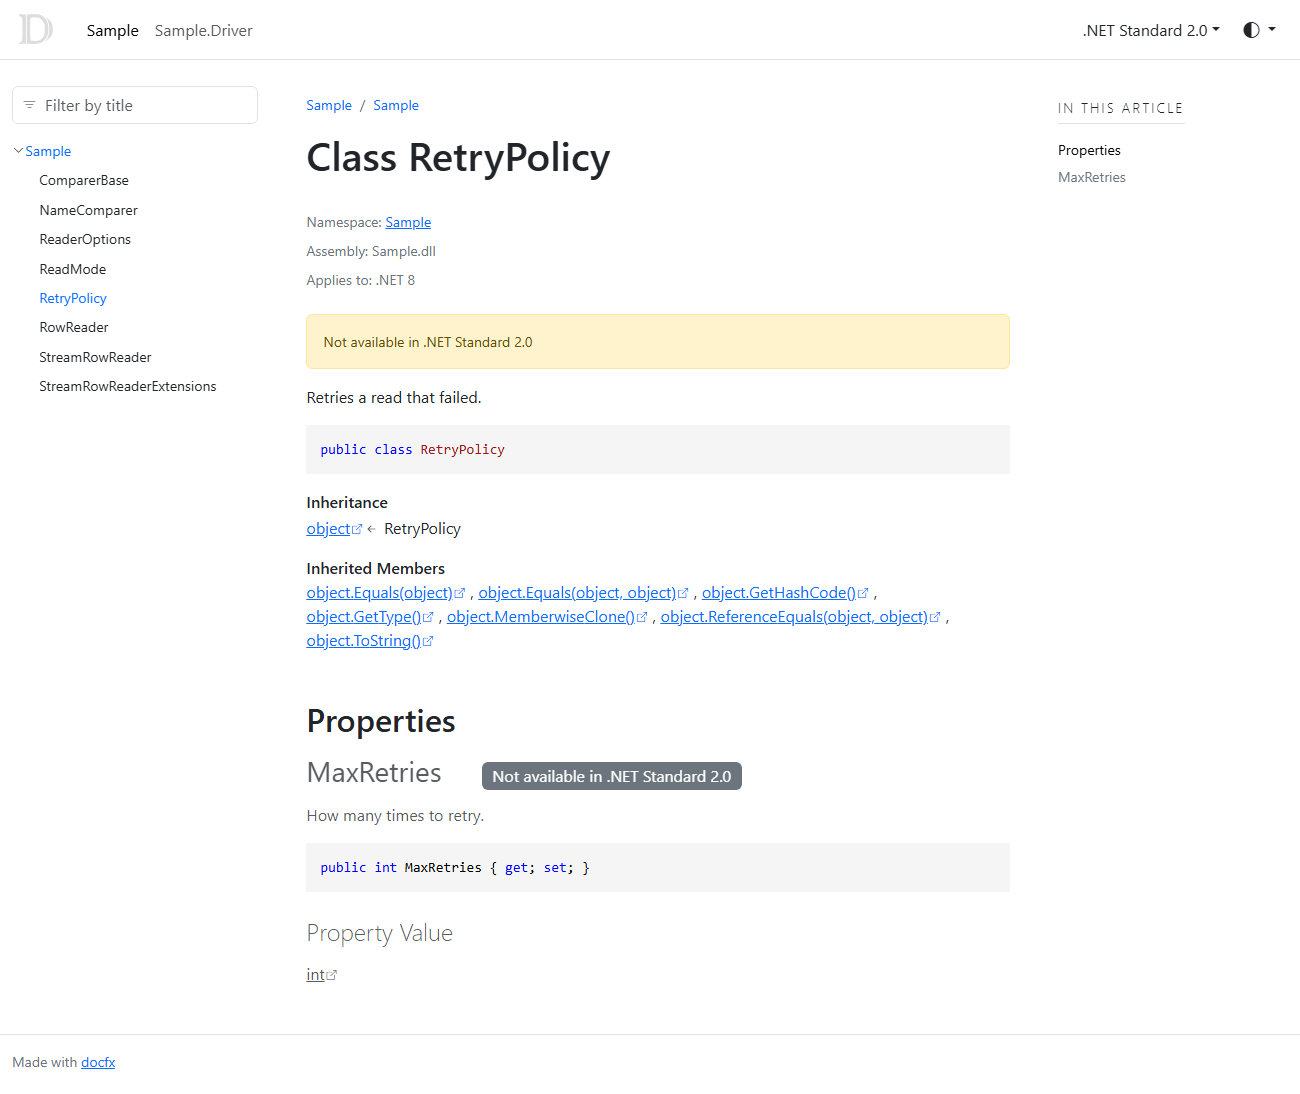 D
Sample
Sample.Driver
.NET Standard 2.0
Filter by title
Sample
ComparerBase
NameComparer
ReaderOptions
ReadMode
RetryPolicy
RowReader
StreamRowReader
StreamRowReaderExtensions
Sample / Sample
Class RetryPolicy
Namespace: Sample
Assembly: Sample.dll
Applies to: .NET 8
Not available in .NET Standard 2.0
Retries a read that failed.
public class RetryPolicy
Inheritance
object ← RetryPolicy
Inherited Members
object.Equals(object) , object.Equals(object, object) , object.GetHashCode() ,
object.GetType() , object.MemberwiseClone() , object.ReferenceEquals(object, object) ,
object.ToString()
Properties
MaxRetries Not available in .NET Standard 2.0
How many times to retry.
public int MaxRetries { get; set; }
Property Value
int
IN THIS ARTICLE
Properties
MaxRetries
Made with docfx